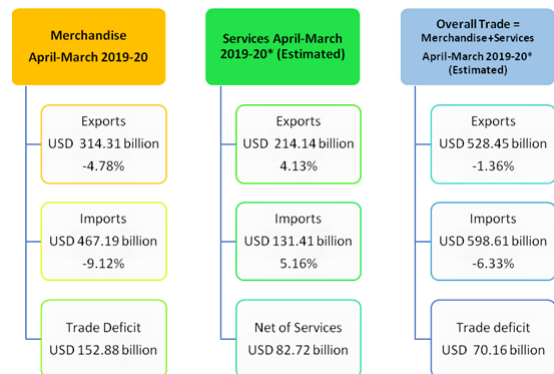 Merchandise
April-March 2019-20
Exports
USD 314.31 billion
-4.78%
Imports
USD 467.19 billion
-9.12%
Trade Deficit
USD 152.88 billion
Services April-March
2019-20* (Estimated)
Exports
USD 214.14 billion
4.13%
Imports
USD 131.41 billion
5.16%
Net of Services
USD 82.72 billion
Overall Trade =
Merchandise+Services
April-March 2019-20*
(Estimated)
Exports
USD 528.45 billion
-1.36%
Imports
USD 598.61 billion
-6.33%
Trade deficit
USD 70.16 billion